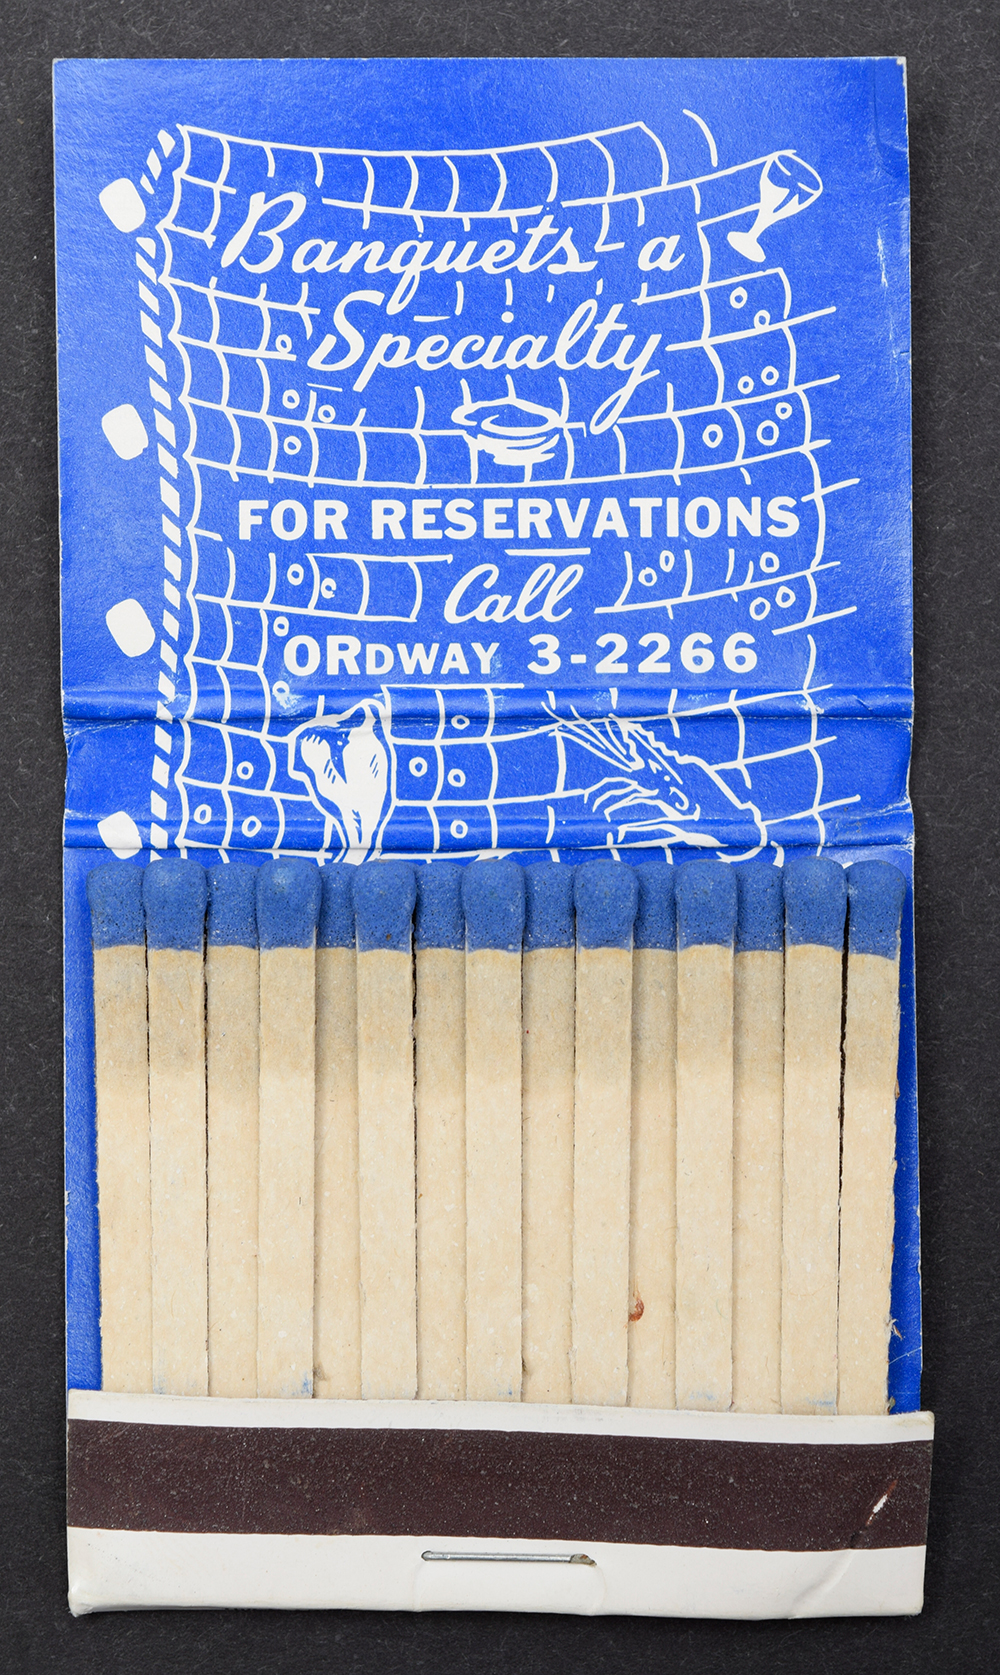 Banquets a
Specialty
FOR RESERVATIONS
Call
ORDWAY 3-2266